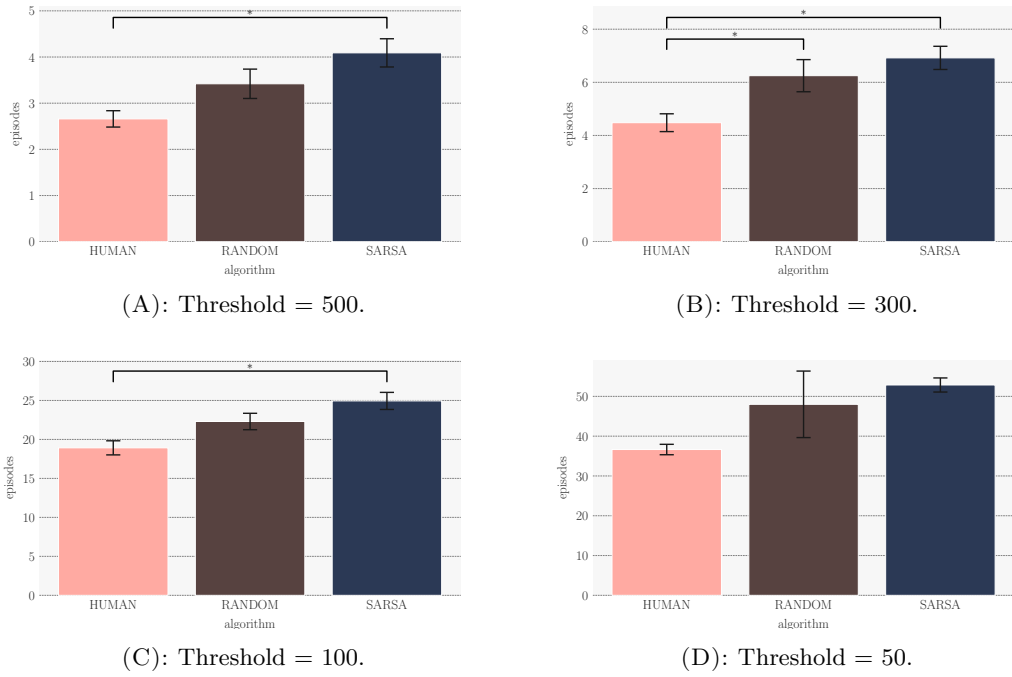 5
4
3
2
1
0
episodes
*
HUMAN RANDOM SARSA
algorithm
(A): Threshold = 500.
8
6
4
2
0
episodes
*
*
HUMAN RANDOM SARSA
algorithm
(B): Threshold = 300.
30
25
20
15
10
5
0
episodes
*
HUMAN RANDOM SARSA
algorithm
(C): Threshold = 100.
50
40
30
20
10
0
episodes
HUMAN RANDOM SARSA
algorithm
(D): Threshold = 50.